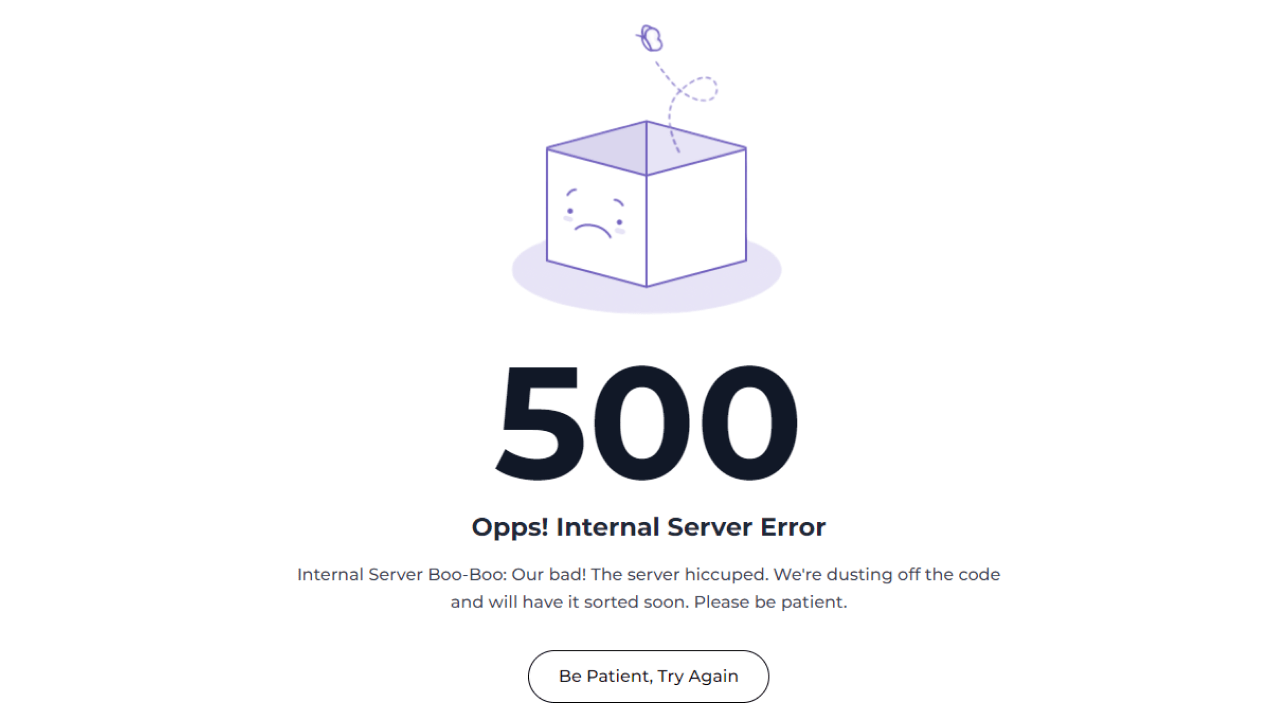 500
Opps! Internal Server Error
Internal Server Boo-Boo: Our bad! The server hiccuped. We're dusting off the code
and will have it sorted soon. Please be patient.
Be Patient, Try Again